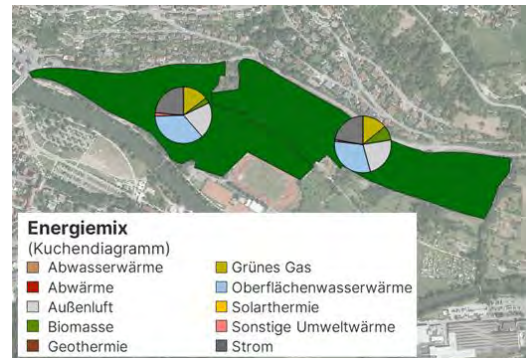 Energiemix
(Kuchendiagramm)
Abwasserwärme
Abwärme
Außenluft
Biomasse
Geothermie
Grünes Gas
Oberflächenwasserwärme
Solarthermie
Sonstige Umweltwärme
Strom